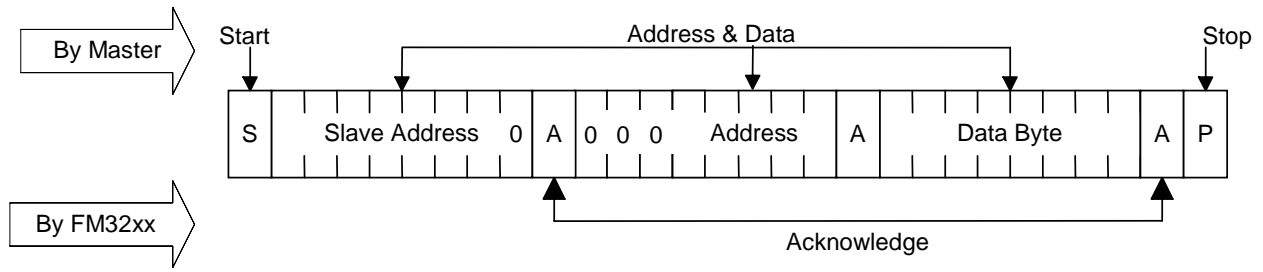 By Master
Start
Address & Data
Stop
S Slave Address 0 A 0 0 0 Address A Data Byte A P
By FM32xx
Acknowledge